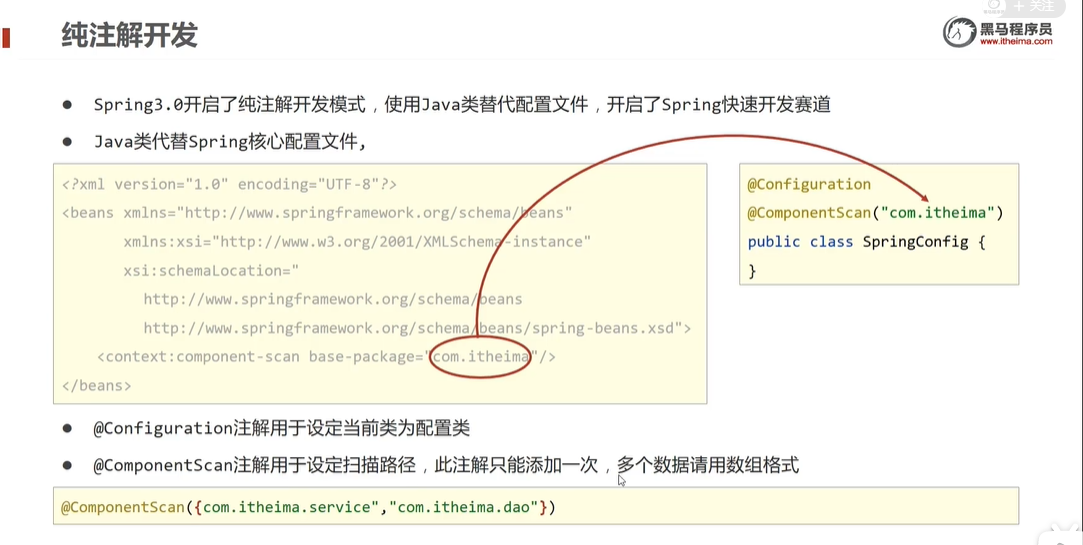 + 关注
纯注解开发
黑马程序员
www.itheima.com
● Spring3.0开启了纯注解开发模式，使用Java类替代配置文件，开启了Spring快速开发赛道
● Java类代替Spring核心配置文件,
<?xml version="1.0" encoding="UTF-8"?>
<beans xmlns="http://www.springframework.org/schema/beans"
xmlns:xsi="http://www.w3.org/2001/XMLSchema-instance"
xsi:schemaLocation="
http://www.springframework.org/schema/beans
http://www.springframework.org/schema/beans/spring-beans.xsd">
<context:component-scan base-package="com.itheima"/>
</beans>
@Configuration
@ComponentScan("com.itheima")
public class SpringConfig {
}
● @Configuration注解用于设定当前类为配置类
● @ComponentScan注解用于设定扫描路径，此注解只能添加一次，多个数据请用数组格式
@ComponentScan({com.itheima.service","com.itheima.dao"})